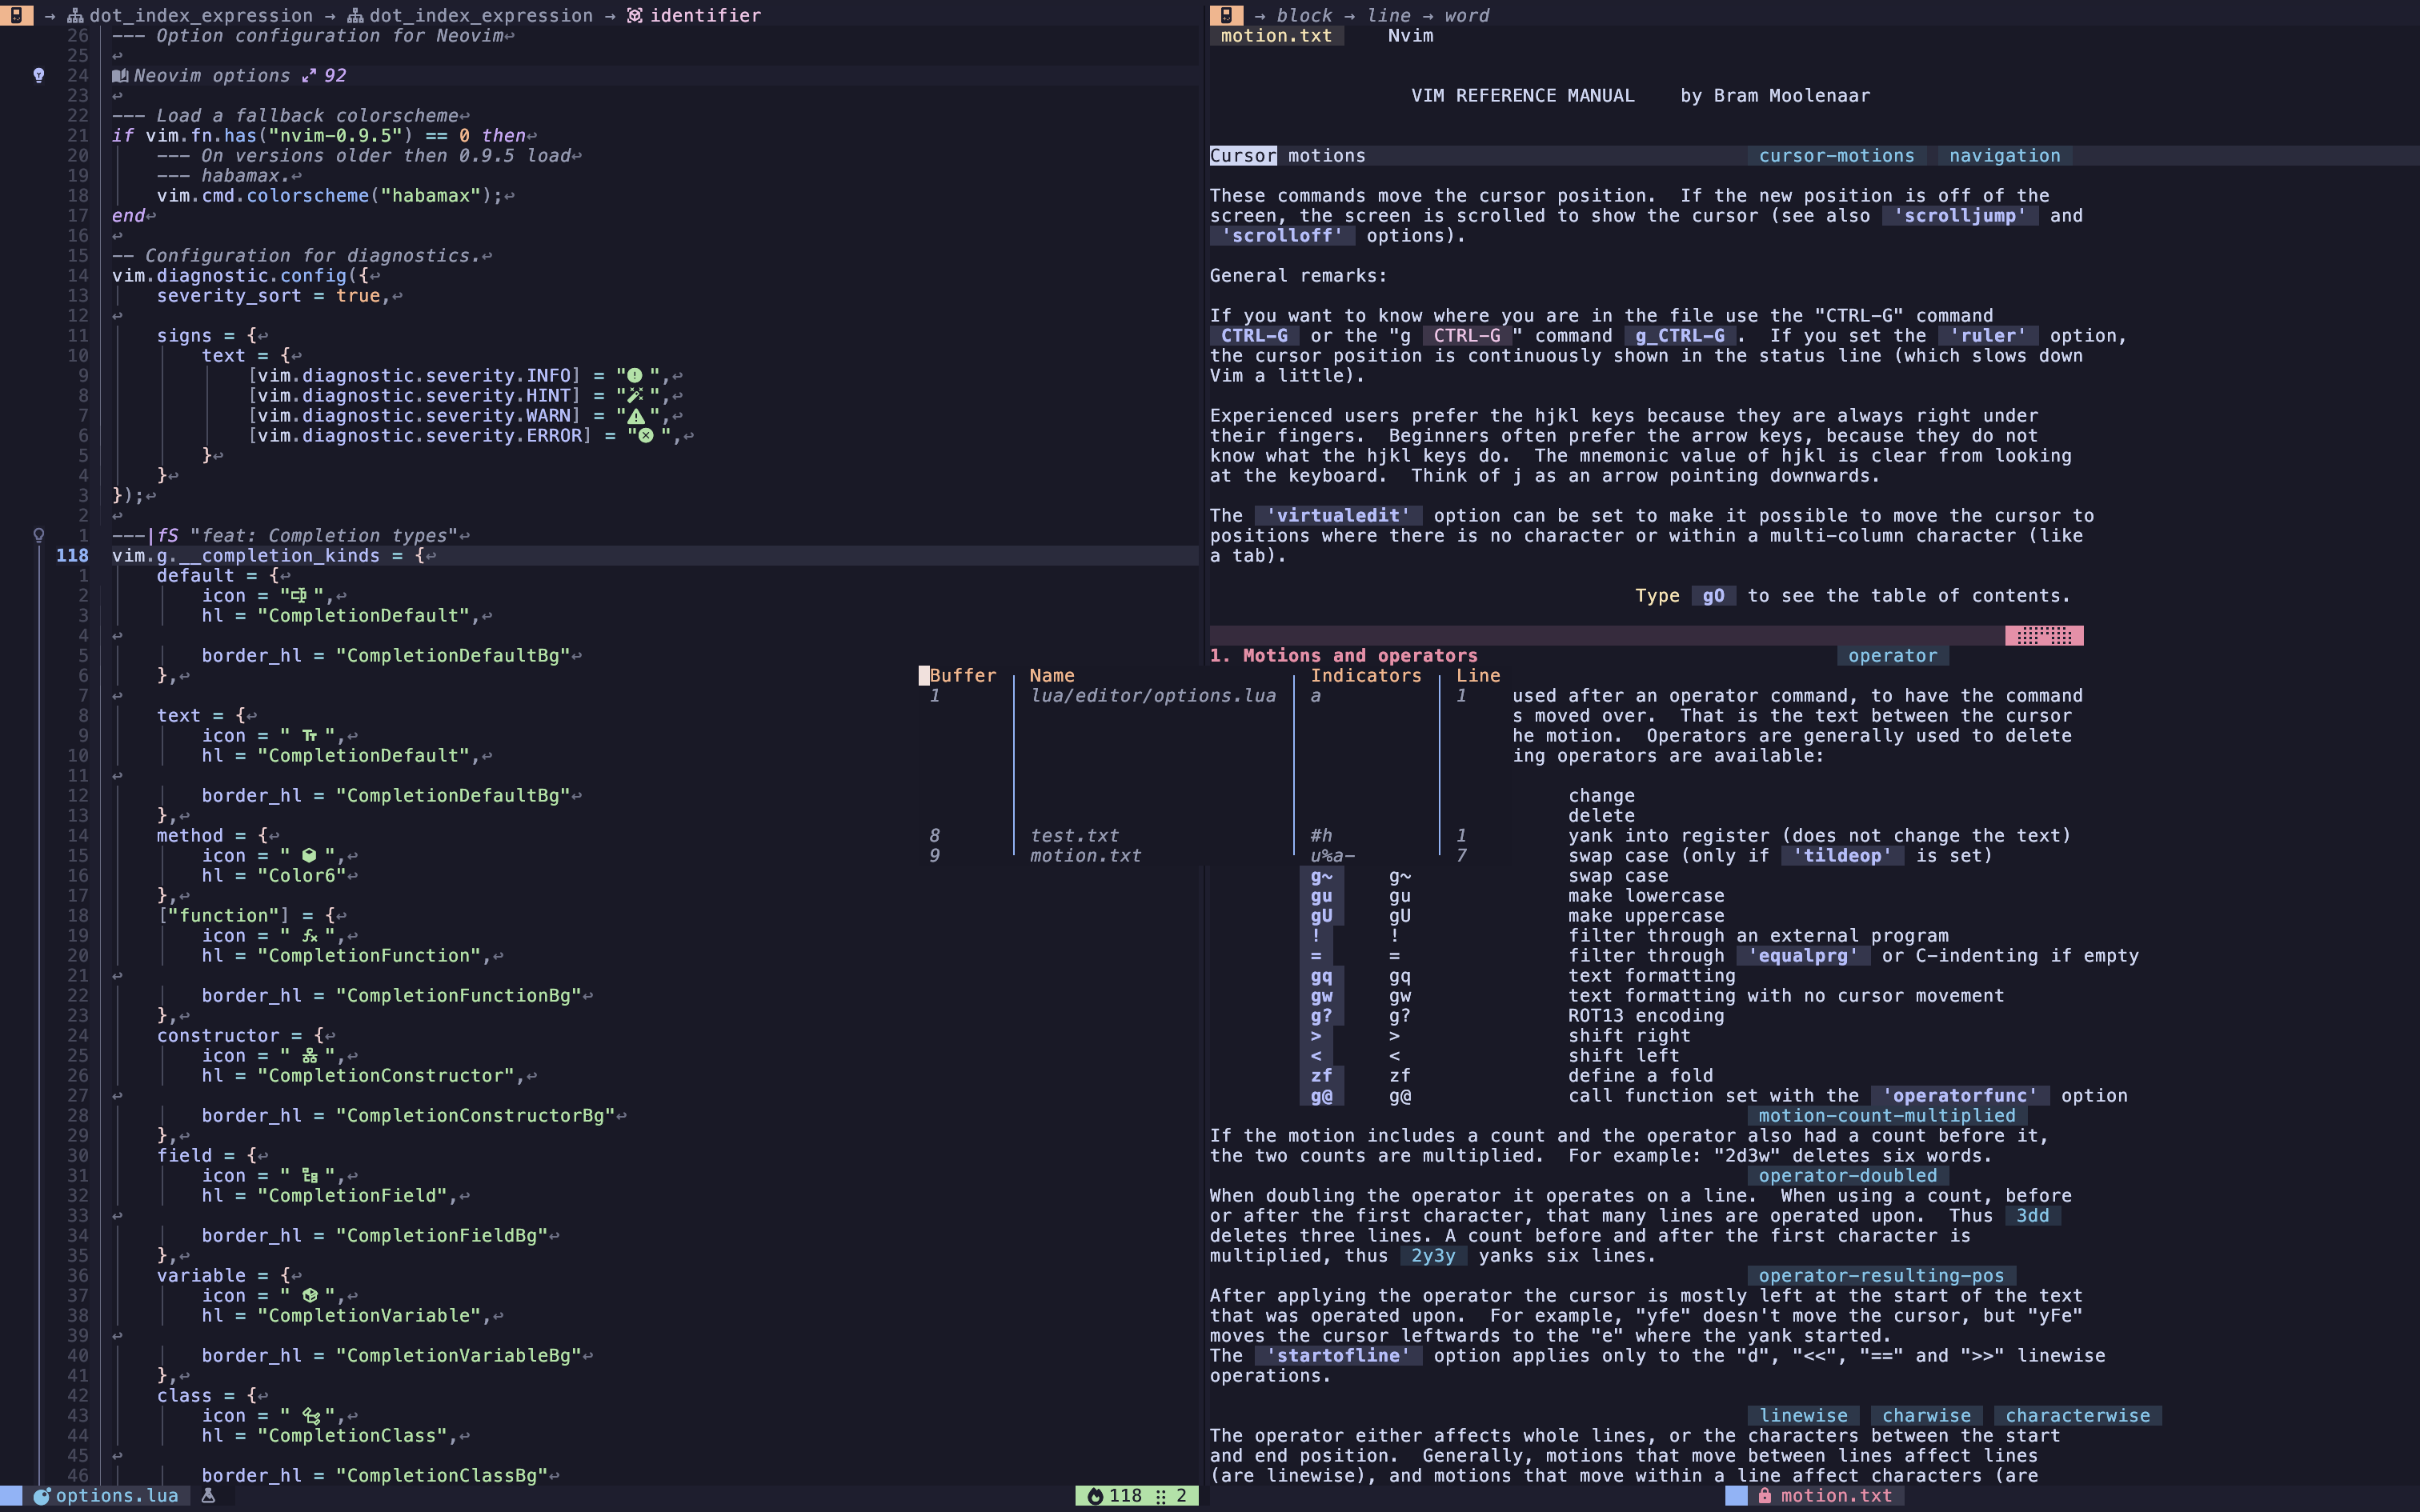 → dot_index_expression → dot_index_expression → identifier
26 --- Option configuration for Neovim↩
25 ↩
24 Neovim options 92
23 ↩
22 --- Load a fallback colorscheme↩
21 if vim.fn.has("nvim-0.9.5") == 0 then↩
20 --- On versions older then 0.9.5 load↩
19 --- habamax.↩
18 vim.cmd.colorscheme("habamax");↩
17 end↩
16 ↩
15 -- Configuration for diagnostics.↩
14 vim.diagnostic.config({↩
13 severity_sort = true,↩
12 ↩
11 signs = {↩
10 text = {↩
9 [vim.diagnostic.severity.INFO] = " ",↩
8 [vim.diagnostic.severity.HINT] = " ",↩
7 [vim.diagnostic.severity.WARN] = " ",↩
6 [vim.diagnostic.severity.ERROR] = " ",↩
5 }↩
4 }↩
3 });↩
2 ↩
1 ---|fS "feat: Completion types"↩
118 vim.g.__completion_kinds = {↩
1 default = {↩
2 icon = " ",↩
3 hl = "CompletionDefault",↩
4 ↩
5 border_hl = "CompletionDefaultBg"↩
6 },↩
7 ↩
8 text = {↩
9 icon = " ",↩
10 hl = "CompletionDefault",↩
11 ↩
12 border_hl = "CompletionDefaultBg"↩
13 },↩
14 method = {↩
15 icon = " ",↩
16 hl = "Color6"↩
17 },↩
18 ["function"] = {↩
19 icon = " ",↩
20 hl = "CompletionFunction",↩
21 ↩
22 border_hl = "CompletionFunctionBg"↩
23 },↩
24 constructor = {↩
25 icon = " ",↩
26 hl = "CompletionConstructor",↩
27 ↩
28 border_hl = "CompletionConstructorBg"↩
29 },↩
30 field = {↩
31 icon = " ",↩
32 hl = "CompletionField",↩
33 ↩
34 border_hl = "CompletionFieldBg"↩
35 },↩
36 variable = {↩
37 icon = " ",↩
38 hl = "CompletionVariable",↩
39 ↩
40 border_hl = "CompletionVariableBg"↩
41 },↩
42 class = {↩
43 icon = " ",↩
44 hl = "CompletionClass",↩
45 ↩
46 border_hl = "CompletionClassBg"↩
options.lua
118 2
→ block → line → word
motion.txt Nvim
VIM REFERENCE MANUAL by Bram Moolenaar
Cursor motions cursor-motions navigation
These commands move the cursor position. If the new position is off of the
screen, the screen is scrolled to show the cursor (see also 'scrolljump' and
'scrolloff' options).
General remarks:
If you want to know where you are in the file use the "CTRL-G" command
CTRL-G or the "g CTRL-G " command g_CTRL-G . If you set the 'ruler' option,
the cursor position is continuously shown in the status line (which slows down
Vim a little).
Experienced users prefer the hjkl keys because they are always right under
their fingers. Beginners often prefer the arrow keys, because they do not
know what the hjkl keys do. The mnemonic value of hjkl is clear from looking
at the keyboard. Think of j as an arrow pointing downwards.
The 'virtualedit' option can be set to make it possible to move the cursor to
positions where there is no character or within a multi-column character (like
a tab).
Type gO to see the table of contents.
1. Motions and operators operator
Buffer Name Indicators Line
1 lua/editor/options.lua a 1
8 test.txt #h 1
9 motion.txt u%a- 7
used after an operator command, to have the command
s moved over. That is the text between the cursor
he motion. Operators are generally used to delete
ing operators are available:
change
delete
yank into register (does not change the text)
swap case (only if 'tildeop' is set)
g~ g~ swap case
gu gu make lowercase
gU gU make uppercase
! ! filter through an external program
= = filter through 'equalprg' or C-indenting if empty
gq gq text formatting
gw gw text formatting with no cursor movement
g? g? ROT13 encoding
> > shift right
< < shift left
zf zf define a fold
g@ g@ call function set with the 'operatorfunc' option
motion-count-multiplied
If the motion includes a count and the operator also had a count before it,
the two counts are multiplied. For example: "2d3w" deletes six words.
operator-doubled
When doubling the operator it operates on a line. When using a count, before
or after the first character, that many lines are operated upon. Thus 3dd
deletes three lines. A count before and after the first character is
multiplied, thus 2y3y yanks six lines.
operator-resulting-pos
After applying the operator the cursor is mostly left at the start of the text
that was operated upon. For example, "yfe" doesn't move the cursor, but "yFe"
moves the cursor leftwards to the "e" where the yank started.
The 'startofline' option applies only to the "d", "<<", "==" and ">>" linewise
operations.
linewise charwise characterwise
The operator either affects whole lines, or the characters between the start
and end position. Generally, motions that move between lines affect lines
(are linewise), and motions that move within a line affect characters (are
motion.txt